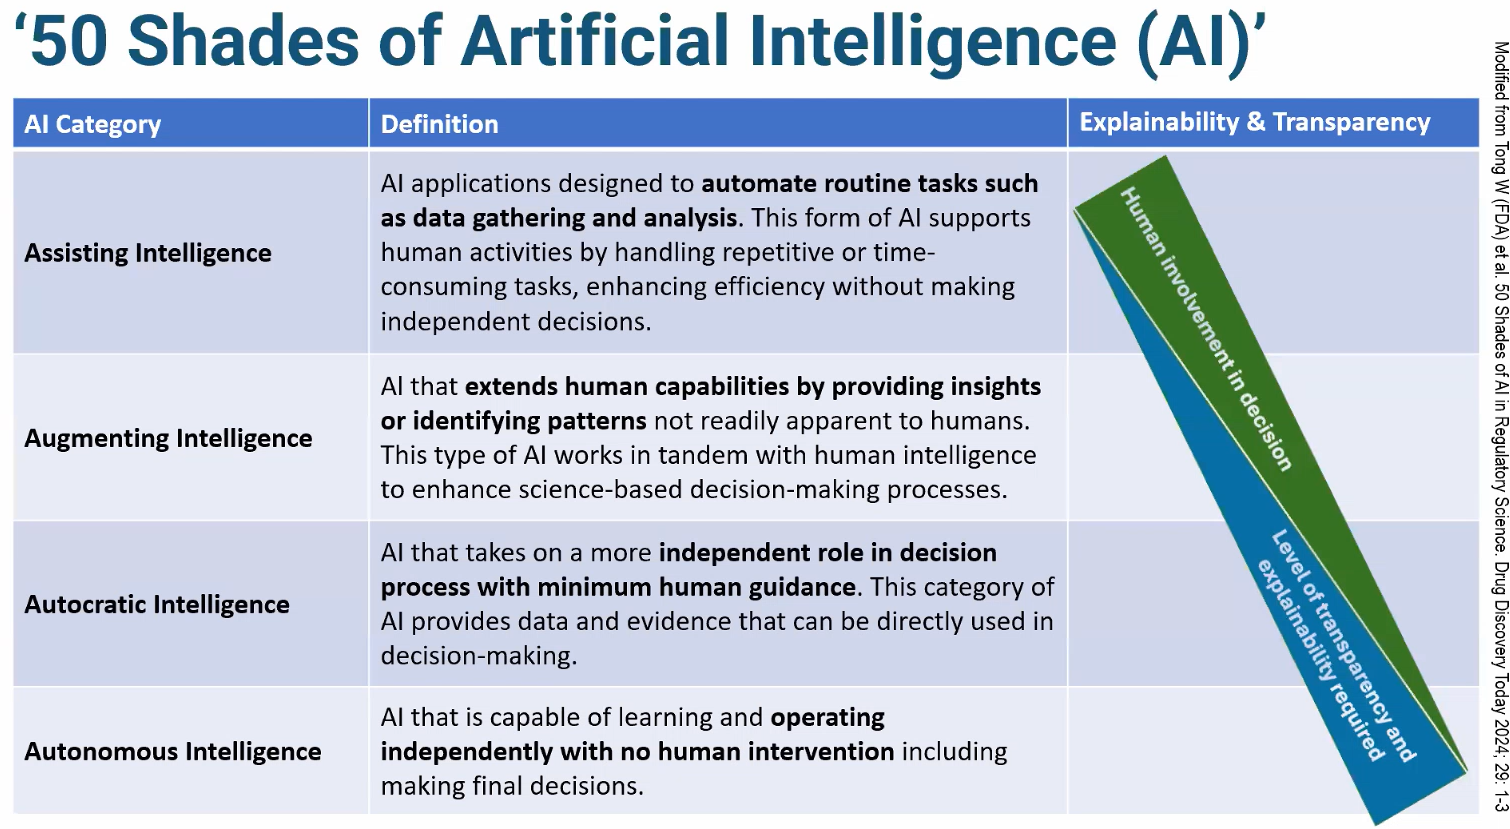 ‘50 Shades of Artificial Intelligence (AI)’
AI Category
Definition
Explainability & Transparency
Assisting Intelligence
AI applications designed to automate routine tasks such
as data gathering and analysis. This form of AI supports
human activities by handling repetitive or time-
consuming tasks, enhancing efficiency without making
independent decisions.
Augmenting Intelligence
AI that extends human capabilities by providing insights
or identifying patterns not readily apparent to humans.
This type of AI works in tandem with human intelligence
to enhance science-based decision-making processes.
Autocratic Intelligence
AI that takes on a more independent role in decision
process with minimum human guidance. This category of
AI provides data and evidence that can be directly used in
decision-making.
Autonomous Intelligence
AI that is capable of learning and operating
independently with no human intervention including
making final decisions.
Human involvement in decision
Level of transparency and
explainability required
Modified from Tong W (FDA) et al. 50 Shades of AI in Regulatory Science. Drug Discovery Today 2024; 29: 1-3